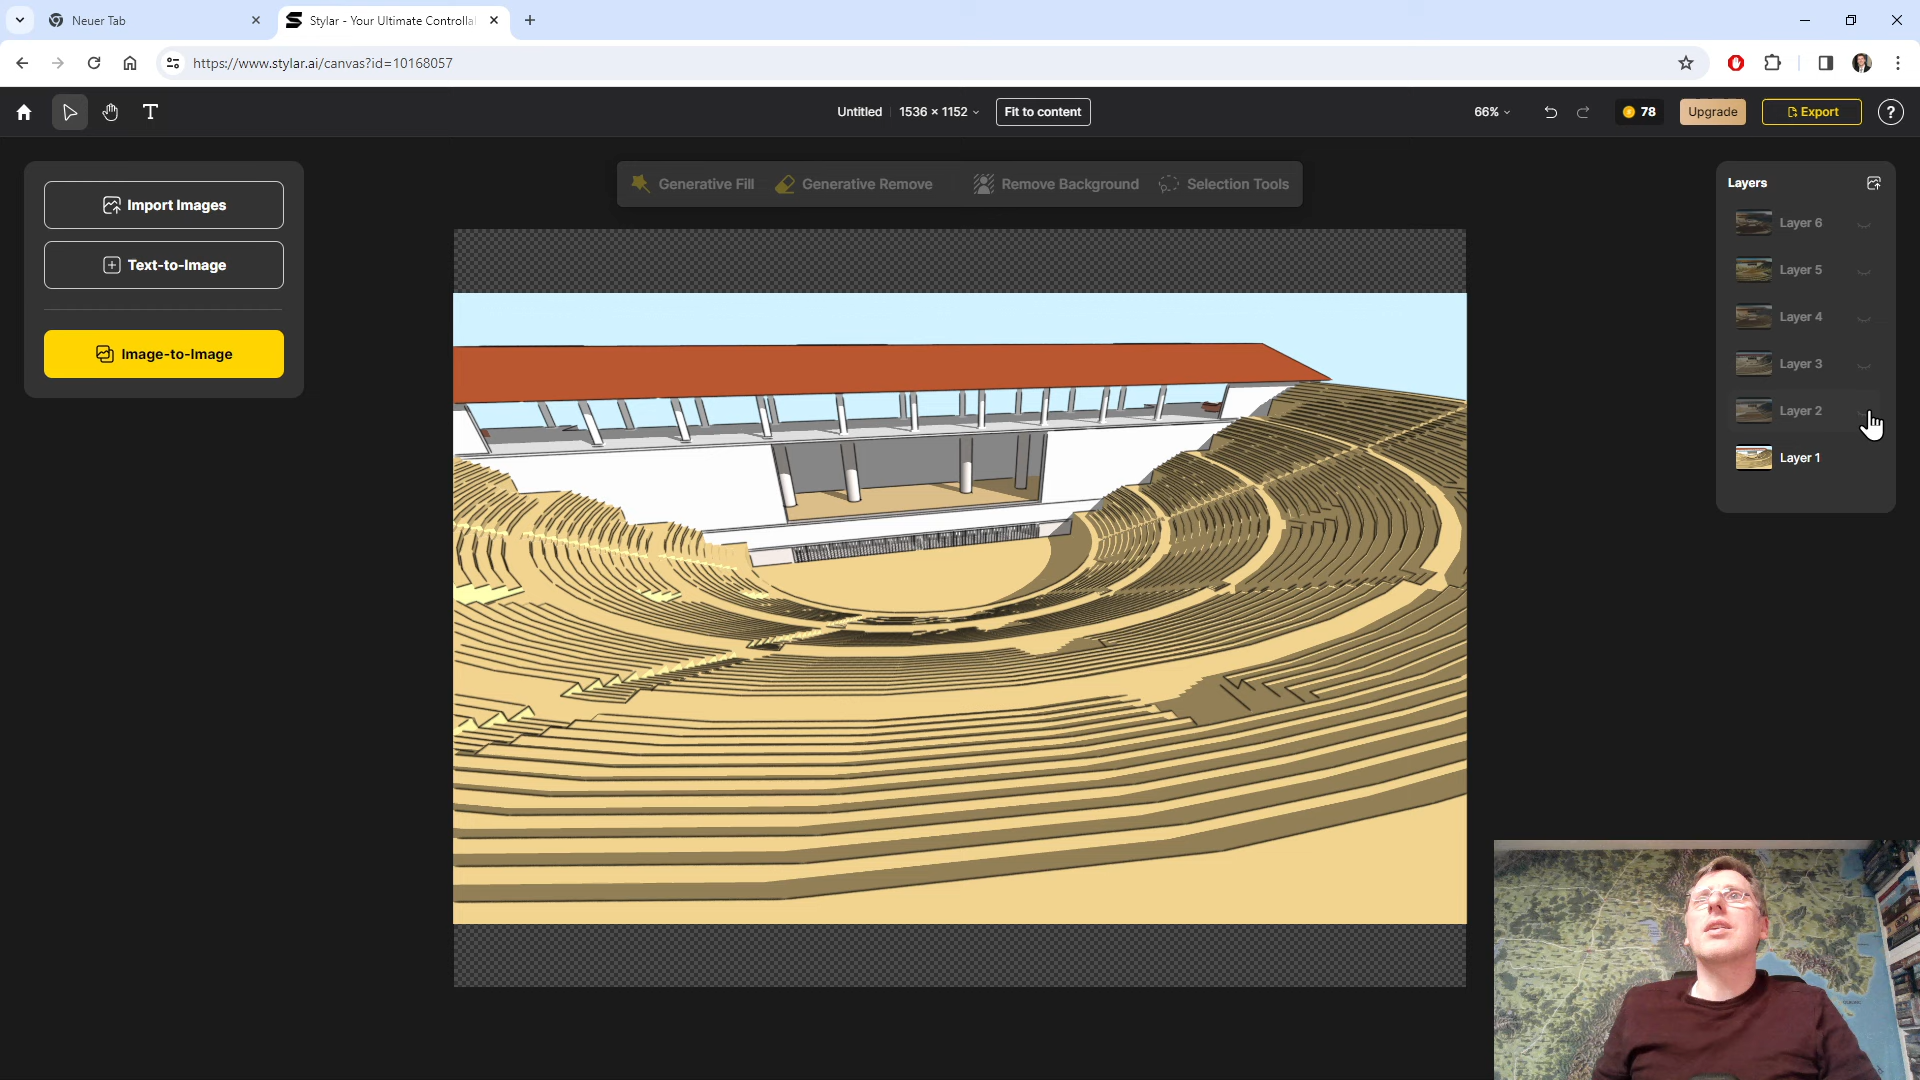 Neuer Tab
Stylar - Your Ultimate Controlla
https://www.stylar.ai/canvas?id=10168057
Untitled
1536 × 1152
Fit to content
66%
78
Upgrade
Export
?
Import Images
Text-to-Image
Image-to-Image
Generative Fill
Generative Remove
Remove Background
Selection Tools
Layers
Layer 6
Layer 5
Layer 4
Layer 3
Layer 2
Layer 1